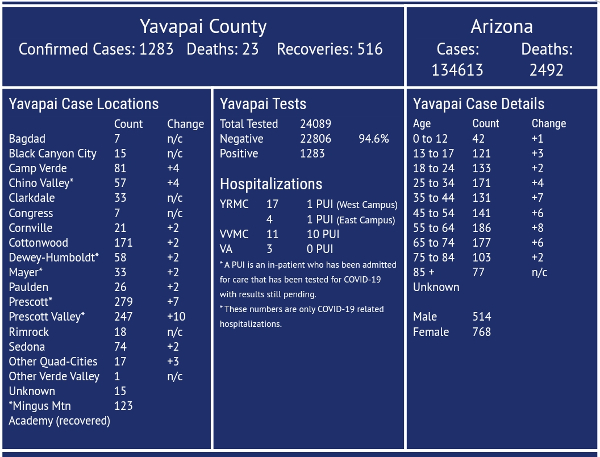 Yavapai County
Confirmed Cases: 1283 Deaths: 23 Recoveries: 516
Arizona
Cases: Deaths:
134613 2492
Yavapai Case Locations
Count Change
Bagdad 7 n/c
Black Canyon City 15 n/c
Camp Verde 81 +4
Chino Valley* 57 +4
Clarkdale 33 n/c
Congress 7 n/c
Cornville 21 +2
Cottonwood 171 +2
Dewey-Humboldt* 58 +2
Mayer* 33 +2
Paulden 26 +2
Prescott* 279 +7
Prescott Valley* 247 +10
Rimrock 18 n/c
Sedona 74 +2
Other Quad-Cities 17 +3
Other Verde Valley 1 n/c
Unknown 15
*Mingus Mtn 123
Academy (recovered)
Yavapai Tests
Total Tested 24089
Negative 22806 94.6%
Positive 1283
Hospitalizations
YRMC 17 1 PUI (West Campus)
4 1 PUI (East Campus)
VVMC 11 10 PUI
VA 3 0 PUI
* A PUI is an in-patient who has been admitted
for care that has been tested for COVID-19
with results still pending.
* These numbers are only COVID-19 related
hospitalizations.
Yavapai Case Details
Age Count Change
0 to 12 42 +1
13 to 17 121 +3
18 to 24 133 +2
25 to 34 171 +4
35 to 44 131 +7
45 to 54 141 +6
55 to 64 186 +8
65 to 74 177 +6
75 to 84 103 +2
85 + 77 n/c
Unknown
Male 514
Female 768